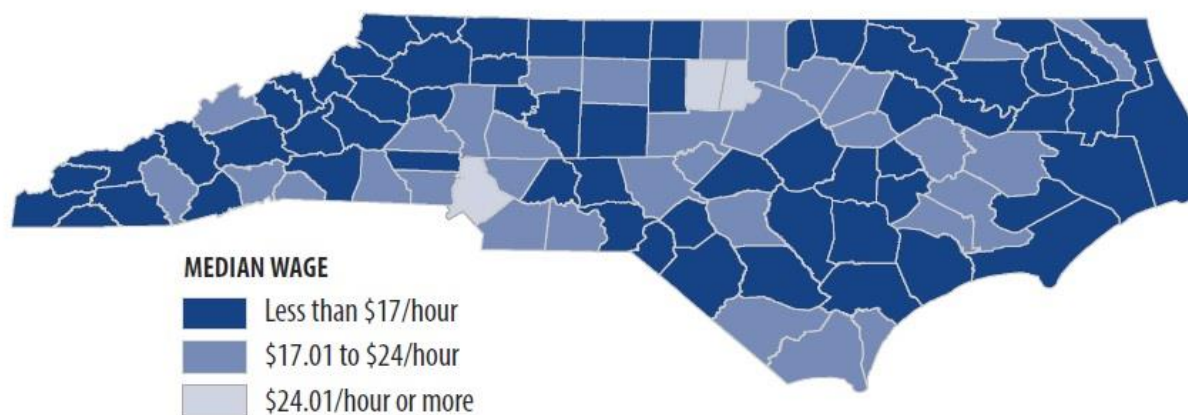 MEDIAN WAGE
Less than $17/hour
$17.01 to $24/hour
$24.01/hour or more